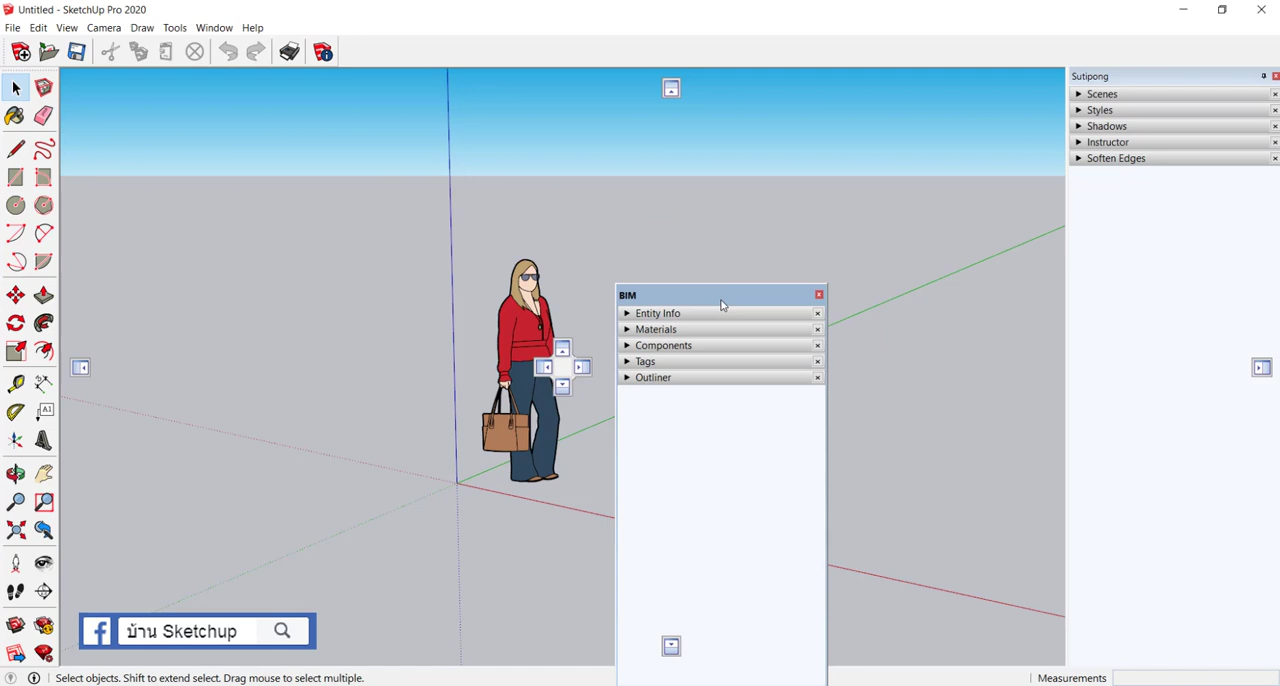 Untitled - SketchUp Pro 2020
File Edit View Camera Draw Tools Window Help
Sutipong
Scenes
Styles
Shadows
Instructor
Soften Edges
BIM
Entity Info
Materials
Components
Tags
Outliner
A1
บ้าน Sketchup
Select objects. Shift to extend select. Drag mouse to select multiple.
Measurements